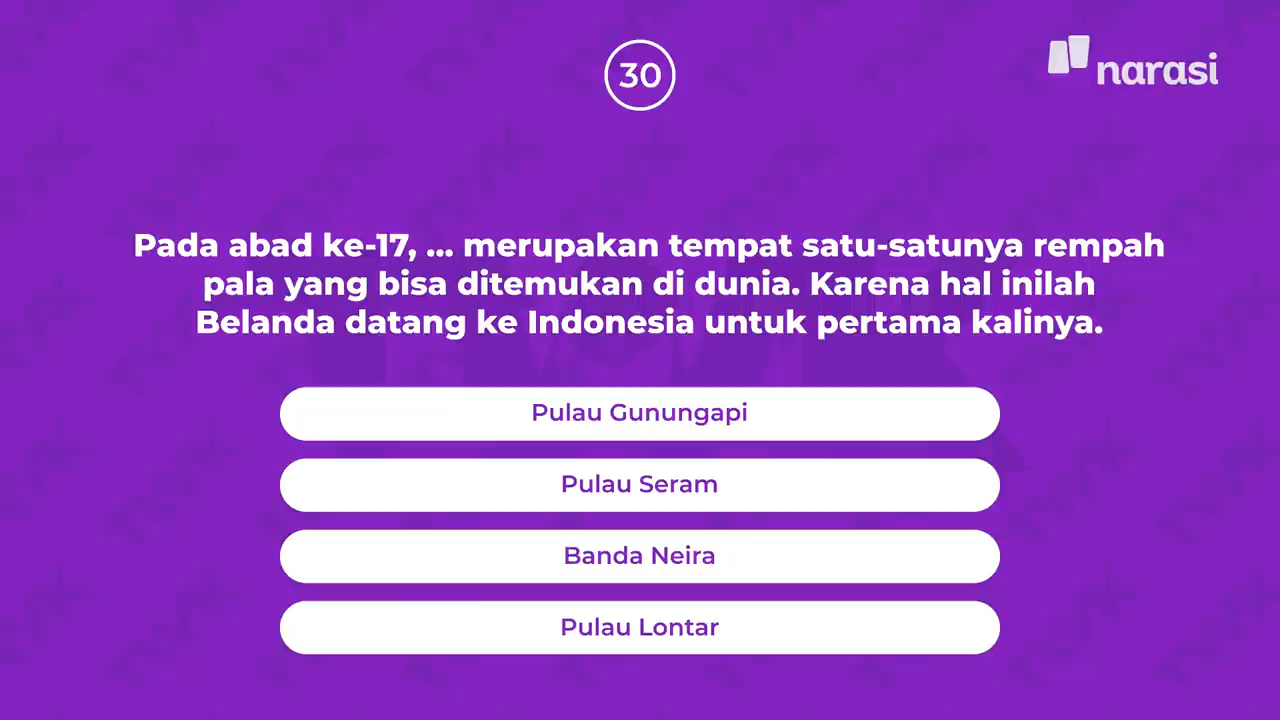 30
narasi
Pada abad ke-17, ... merupakan tempat satu-satunya rempah
pala yang bisa ditemukan di dunia. Karena hal inilah
Belanda datang ke Indonesia untuk pertama kalinya.
Pulau Gunungapi
Pulau Seram
Banda Neira
Pulau Lontar